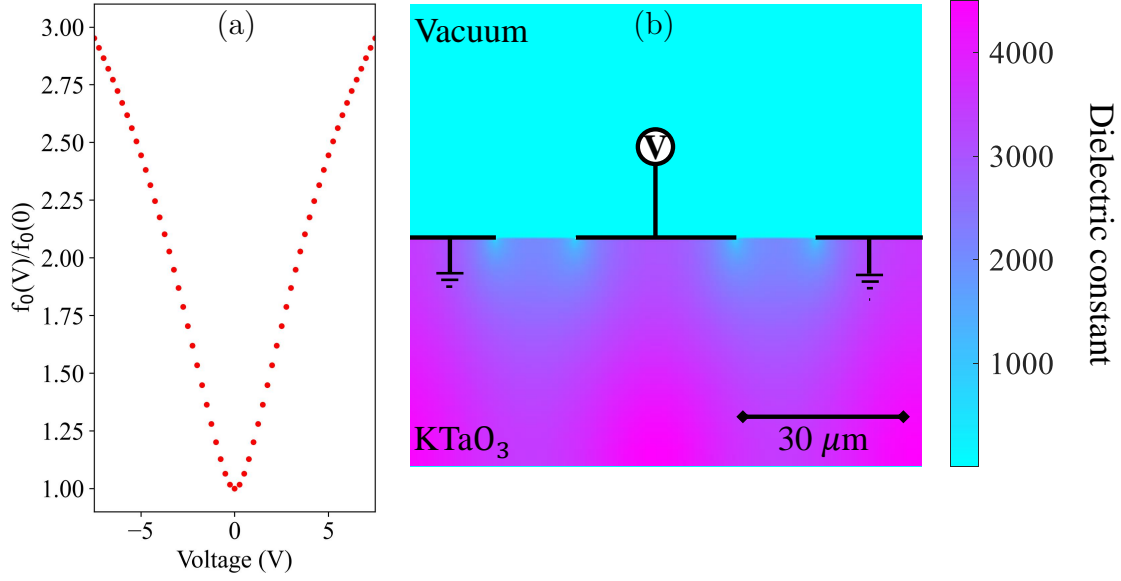 (a)
3.00
2.75
2.50
2.25
2.00
1.75
1.50
1.25
1.00
f₀(V)/f₀(0)
−5 0 5
Voltage (V)
(b)
Vacuum
V
KTaO₃
30 μm
4000
3000
2000
1000
Dielectric constant